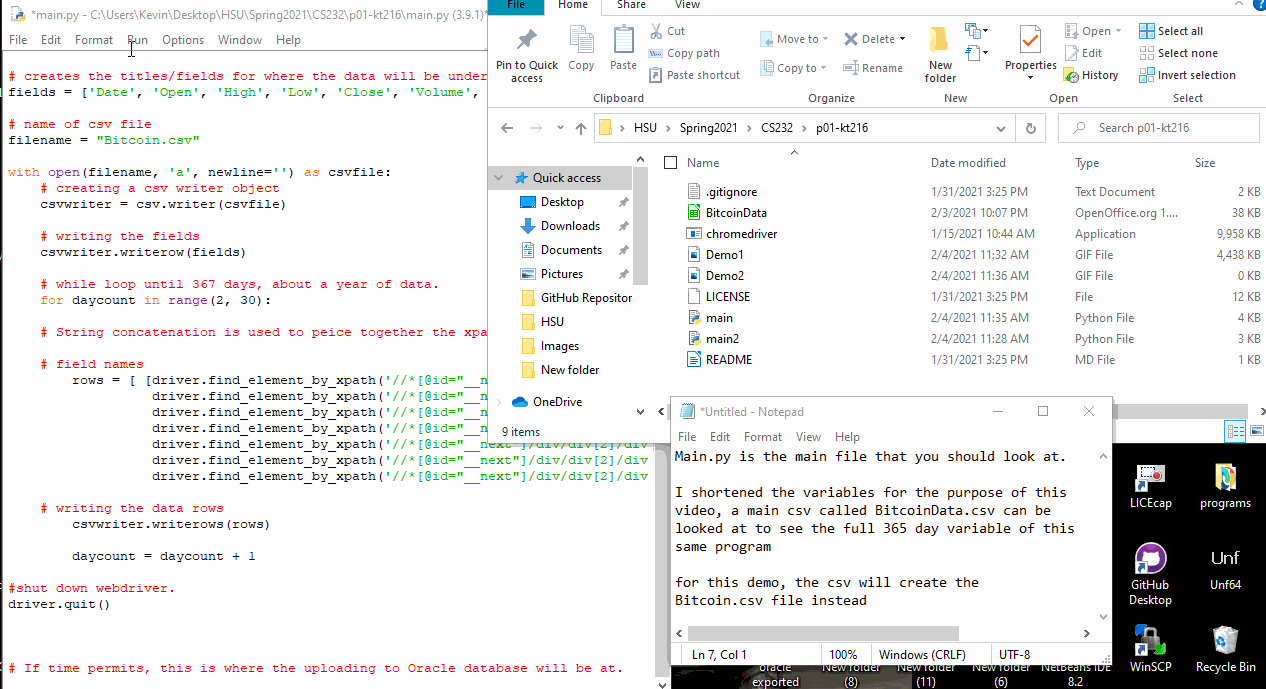 *main.py - C:\Users\Kevin\Desktop\HSU\Spring2021\CS232\p01-kt216\main.py (3.9.1)*
File Edit Format Run Options Window Help
# creates the titles/fields for where the data will be under
fields = ['Date', 'Open', 'High', 'Low', 'Close', 'Volume',
# name of csv file
filename = "Bitcoin.csv"
with open(filename, 'a', newline='') as csvfile:
# creating a csv writer object
csvwriter = csv.writer(csvfile)
# writing the fields
csvwriter.writerow(fields)
# while loop until 367 days, about a year of data.
for daycount in range(2, 30):
# String concatenation is used to peice together the xpa
# field names
rows = [ [driver.find_element_by_xpath('//*[@id="__n
driver.find_element_by_xpath('//*[@id="__n
driver.find_element_by_xpath('//*[@id="__n
driver.find_element_by_xpath('//*[@id="__n
driver.find_element_by_xpath('//*[@id="__next"]/div/div[2]/div
driver.find_element_by_xpath('//*[@id="__next"]/div/div[2]/div
driver.find_element_by_xpath('//*[@id="__next"]/div/div[2]/div
# writing the data rows
csvwriter.writerows(rows)
daycount = daycount + 1
#shut down webdriver.
driver.quit()
# If time permits, this is where the uploading to Oracle database will be at.
File Home Share View
Pin to Quick access
Copy
Paste
Cut
Copy path
Paste shortcut
Clipboard
Move to
Copy to
Delete
Rename
Organize
New folder
New
Properties
Open
Edit
History
Open
Select all
Select none
Invert selection
Select
HSU Spring2021 CS232 p01-kt216
Search p01-kt216
Quick access
Desktop
Downloads
Documents
Pictures
GitHub Repositor
HSU
Images
New folder
OneDrive
9 items
Name Date modified Type Size
.gitignore 1/31/2021 3:25 PM Text Document 2 KB
BitcoinData 2/3/2021 10:07 PM OpenOffice.org 1.... 38 KB
chromedriver 1/15/2021 10:44 AM Application 9,958 KB
Demo1 2/4/2021 11:32 AM GIF File 4,438 KB
Demo2 2/4/2021 11:36 AM GIF File 0 KB
LICENSE 1/31/2021 3:25 PM File 12 KB
main 2/4/2021 11:35 AM Python File 4 KB
main2 2/4/2021 11:28 AM Python File 3 KB
README 1/31/2021 3:25 PM MD File 1 KB
*Untitled - Notepad
File Edit Format View Help
Main.py is the main file that you should look at.
I shortened the variables for the purpose of this
video, a main csv called BitcoinData.csv can be
looked at to see the full 365 day variable of this
same program
for this demo, the csv will create the
Bitcoin.csv file instead
Ln 7, Col 1 100% Windows (CRLF) UTF-8
LICEcap
programs
GitHub Desktop
Unf
Unf64
WinSCP
Recycle Bin
oracle exported
New folder (8)
New folder (11)
New folder (6)
NetBeans IDE 8.2